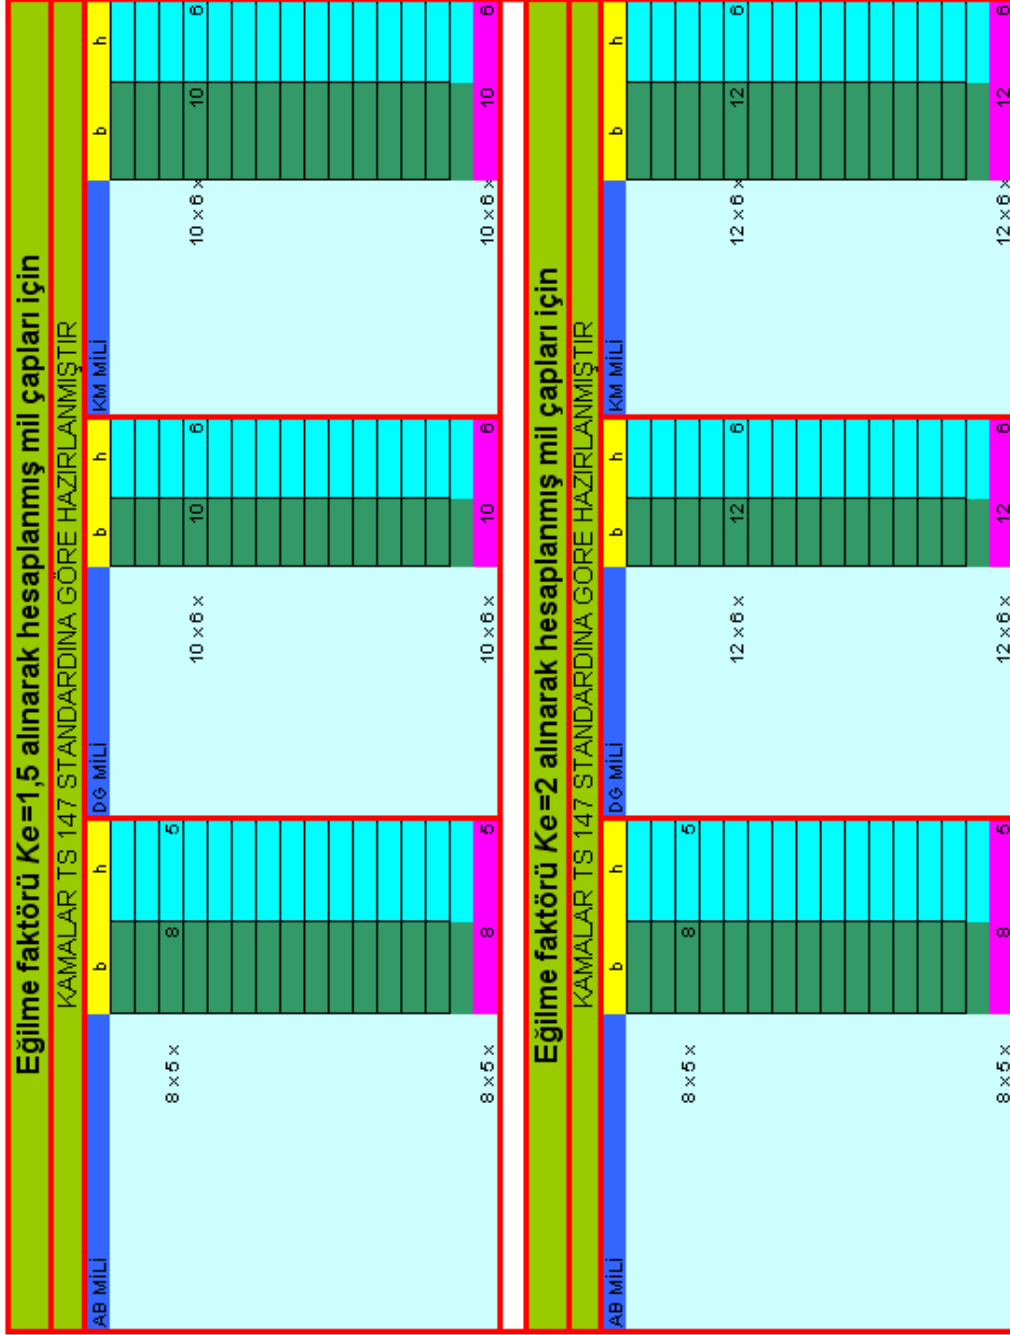 Eğilme faktörü Ke=1,5 alınarak hesaplanmış mil çapları için
KAMALAR TS 147 STANDARDINA GÖRE HAZIRLANMIŞTIR
AB MİLİ b h DG MİLİ b h KM MİLİ b h
8 x 5 x 8 5
10 x 6 x 10 6 10 x 6 x 10 6
8 x 5 x 8 5 10 x 6 x 10 6 10 x 6 x 10 6
Eğilme faktörü Ke=2 alınarak hesaplanmış mil çapları için
KAMALAR TS 147 STANDARDINA GÖRE HAZIRLANMIŞTIR
AB MİLİ b h DG MİLİ b h KM MİLİ b h
8 x 5 x 8 5
12 x 6 x 12 6 12 x 6 x 12 6
8 x 5 x 8 5 12 x 6 x 12 6 12 x 6 x 12 6